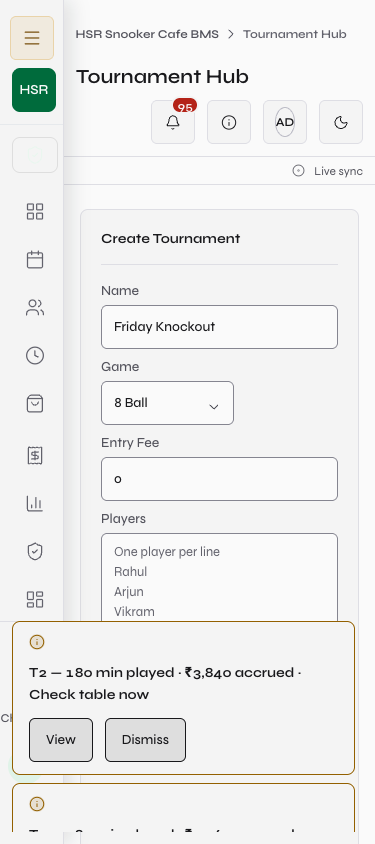 HSR Snooker Cafe BMS > Tournament Hub
HSR
Tournament Hub
95
AD
Live sync
Create Tournament
Name
Friday Knockout
Game
8 Ball
Entry Fee
0
Players
One player per line
Rahul
Arjun
Vikram
T2 — 180 min played · ₹3,840 accrued ·
Check table now
View
Dismiss